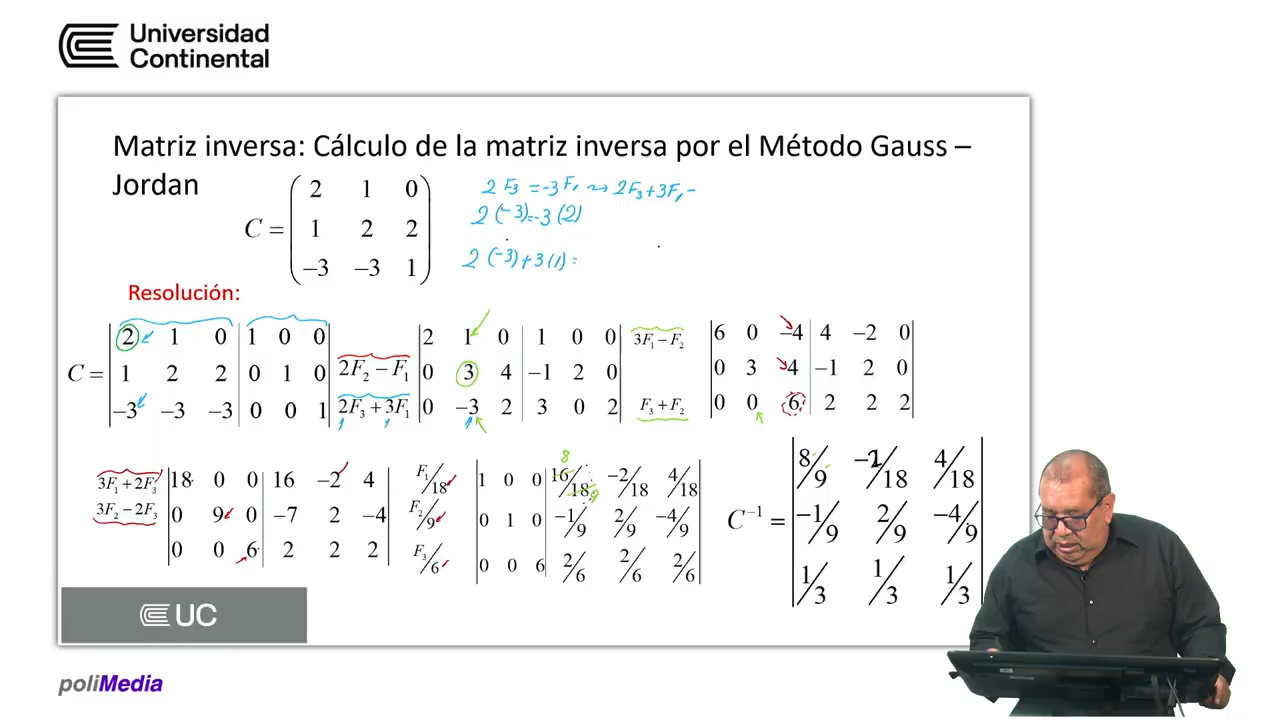 Universidad
Continental
Matriz inversa: Cálculo de la matriz inversa por el Método Gauss –
Jordan
C = ( 2 1 0
1 2 2
−3 −3 1 )
2 F3 = −3 F1 → 2F3 + 3F1 −
2 (−3) = −3 (2)
2 (−3) + 3 (1) =
Resolución:
C = | 2 1 0 | 1 0 0
1 2 2 | 0 1 0
−3 −3 −3 | 0 0 1 |
2F2 − F1
2F3 + 3F1
2 1 0 | 1 0 0
0 3 4 | −1 2 0
0 −3 2 | 3 0 2
3F1 − F2
F3 + F2
6 0 −4 | 4 −2 0
0 3 4 | −1 2 0
0 0 6 | 2 2 2
3F1 + 2F3
3F2 − 2F3
18 0 0 | 16 −2 4
0 9 0 | −7 2 −4
0 0 6 | 2 2 2
F1/18
F2/9
F3/6
8
1 0 0 | 16/18 −2/18 4/18
9
0 1 0 | −1/9 2/9 −4/9
0 0 6 | 2/6 2/6 2/6
C−1 = | 8/9 −2/18 4/18
−1/9 2/9 −4/9
1/3 1/3 1/3 |
UC
poliMedia